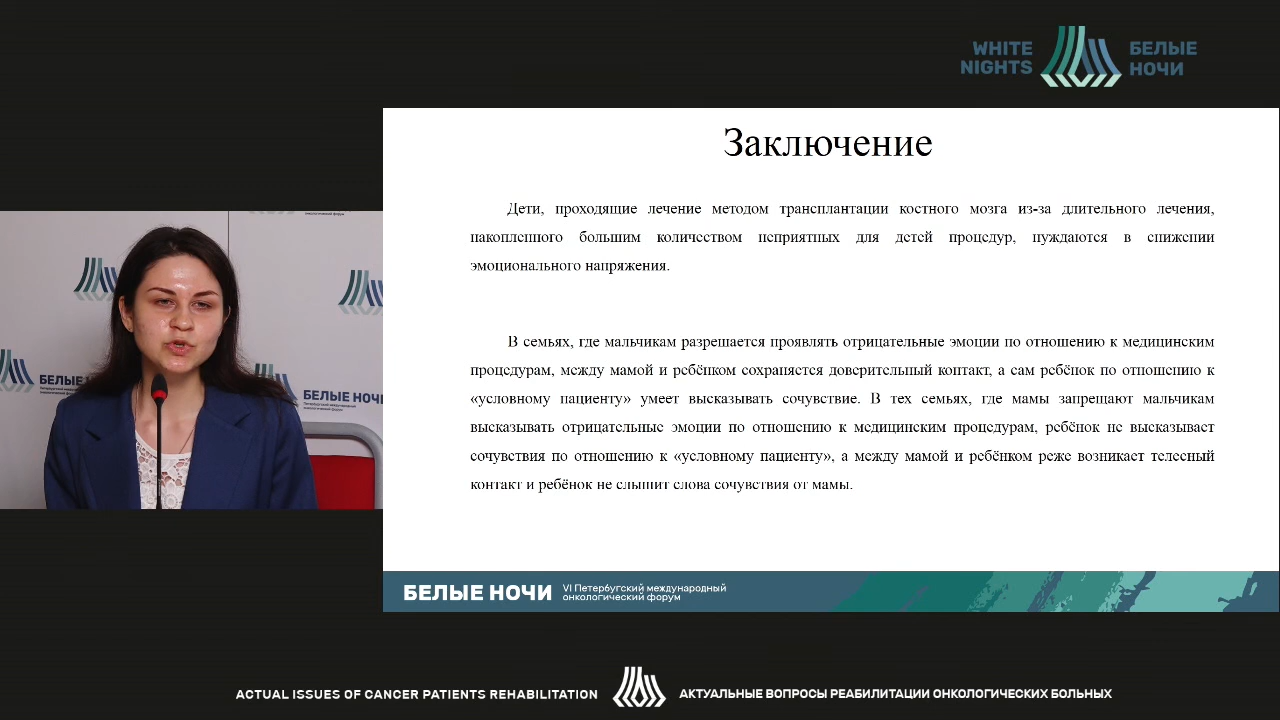 WHITE
NIGHTS
БЕЛЫЕ
НОЧИ
Заключение
Дети, проходящие лечение методом трансплантации костного мозга из-за длительного лечения,
накопленного большим количеством неприятных для детей процедур, нуждаются в снижении
эмоционального напряжения.
В семьях, где мальчикам разрешается проявлять отрицательные эмоции по отношению к медицинским
процедурам, между мамой и ребёнком сохраняется доверительный контакт, а сам ребёнок по отношению к
«условному пациенту» умеет высказывать сочувствие. В тех семьях, где мамы запрещают мальчикам
высказывать отрицательные эмоции по отношению к медицинским процедурам, ребёнок не высказывает
сочувствия по отношению к «условному пациенту», а между мамой и ребёнком реже возникает телесный
контакт и ребёнок не слышит слова сочувствия от мамы.
БЕЛЫЕ НОЧИ
БЕЛЫЕ НОЧИ
БЕЛЫЕ НОЧИ
VI Петербугский международный
онкологический форум
ACTUAL ISSUES OF CANCER PATIENTS REHABILITATION
АКТУАЛЬНЫЕ ВОПРОСЫ РЕАБИЛИТАЦИИ ОНКОЛОГИЧЕСКИХ БОЛЬНЫХ